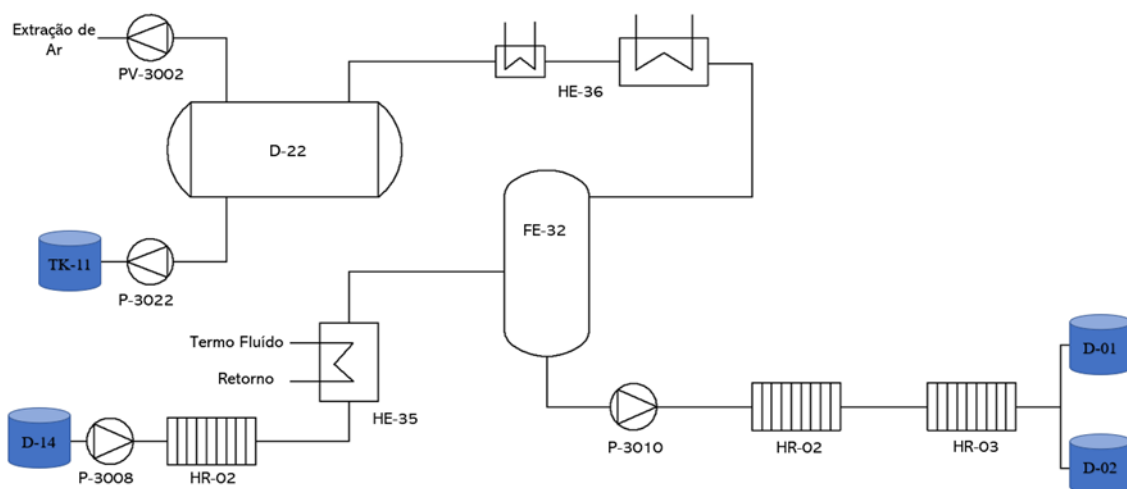 Extração de
Ar
PV-3002
HE-36
D-22
FE-32
TK-11
P-3022
Termo Fluído
Retorno
HE-35
D-01
D-14
P-3008
HR-02
P-3010
HR-02
HR-03
D-02